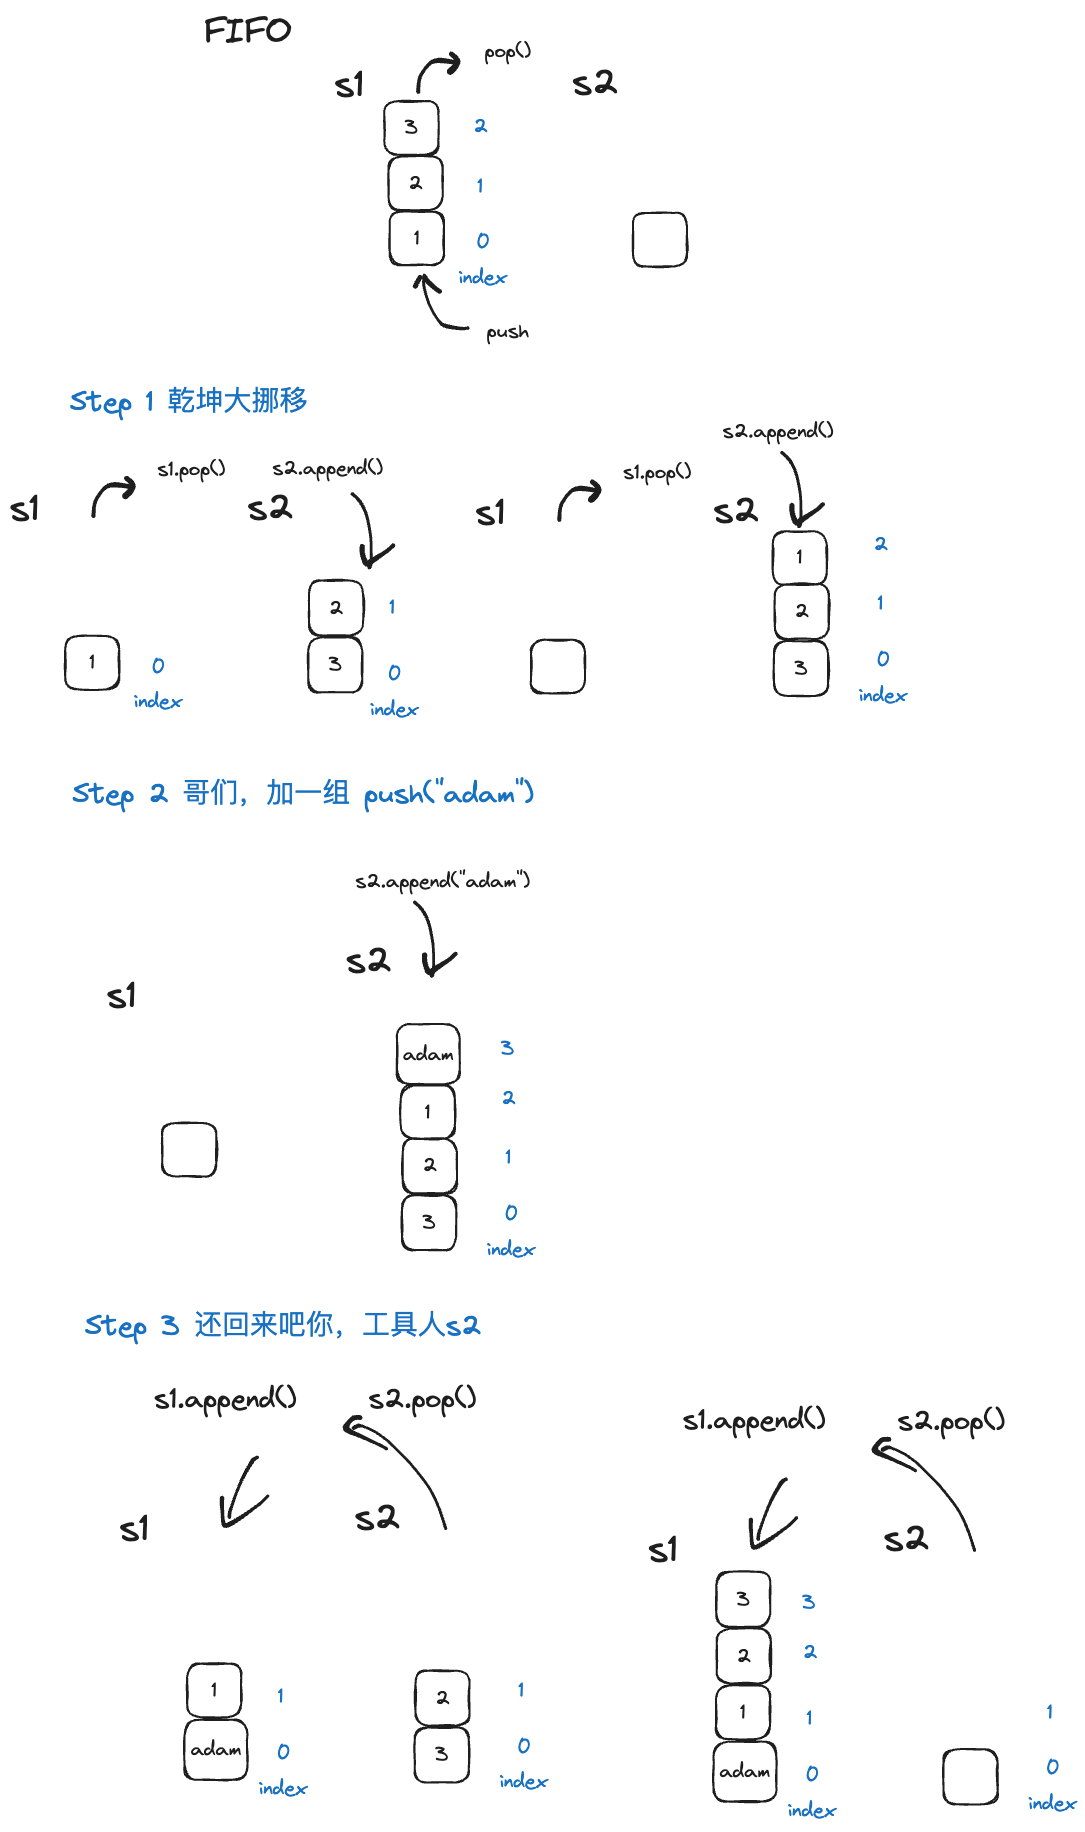 FIFO
pop()
s1
s2
3
2
2
1
1
0
index
push
Step 1 乾坤大挪移
s2.append()
s1.pop()
s2.append()
s1.pop()
s1
s2
s1
s2
1
2
2
1
2
1
1
0
3
0
3
0
index
index
index
Step 2 哥们，加一组 push("adam")
s2.append("adam")
s2
s1
adam
3
1
2
2
1
3
0
index
Step 3 还回来吧你，工具人s2
s1.append()
s2.pop()
s1.append()
s2.pop()
s1
s2
s1
s2
3
3
2
2
1
1
2
1
1
1
1
adam
0
3
0
adam
0
0
index
index
index
index